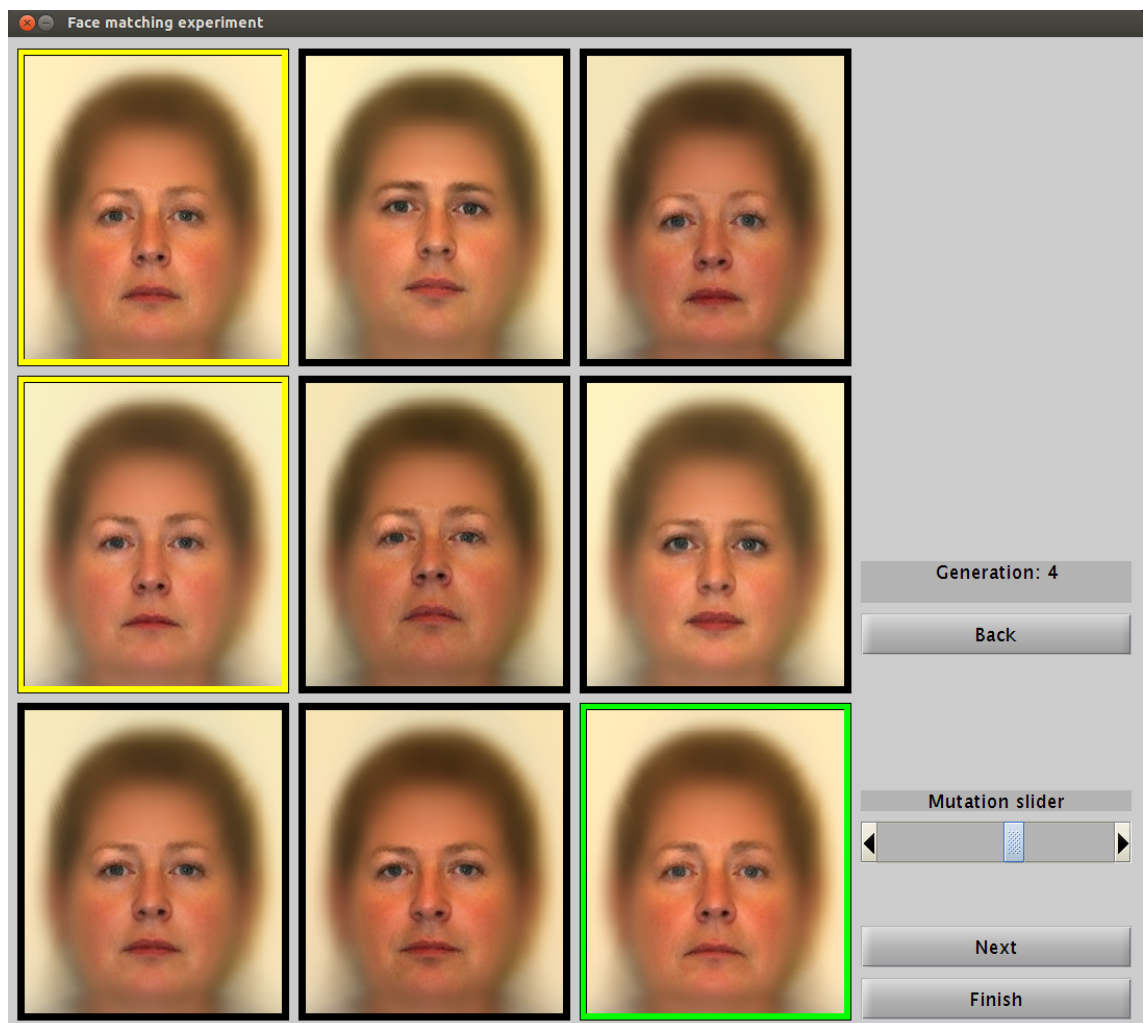 Face matching experiment
Generation: 4
Back
Mutation slider
Next
Finish